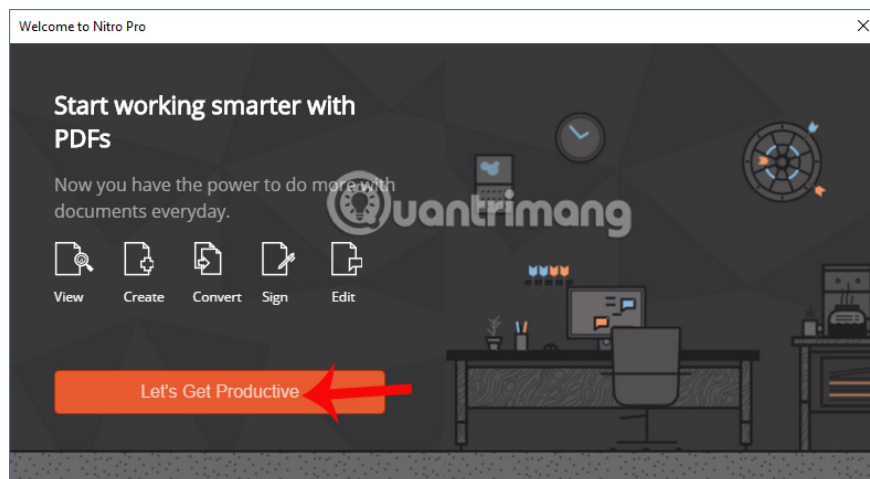 Welcome to Nitro Pro
Start working smarter with
PDFs
Now you have the power to do more with
documents everyday.
Quantrimang
View Create Convert Sign Edit
Let's Get Productive